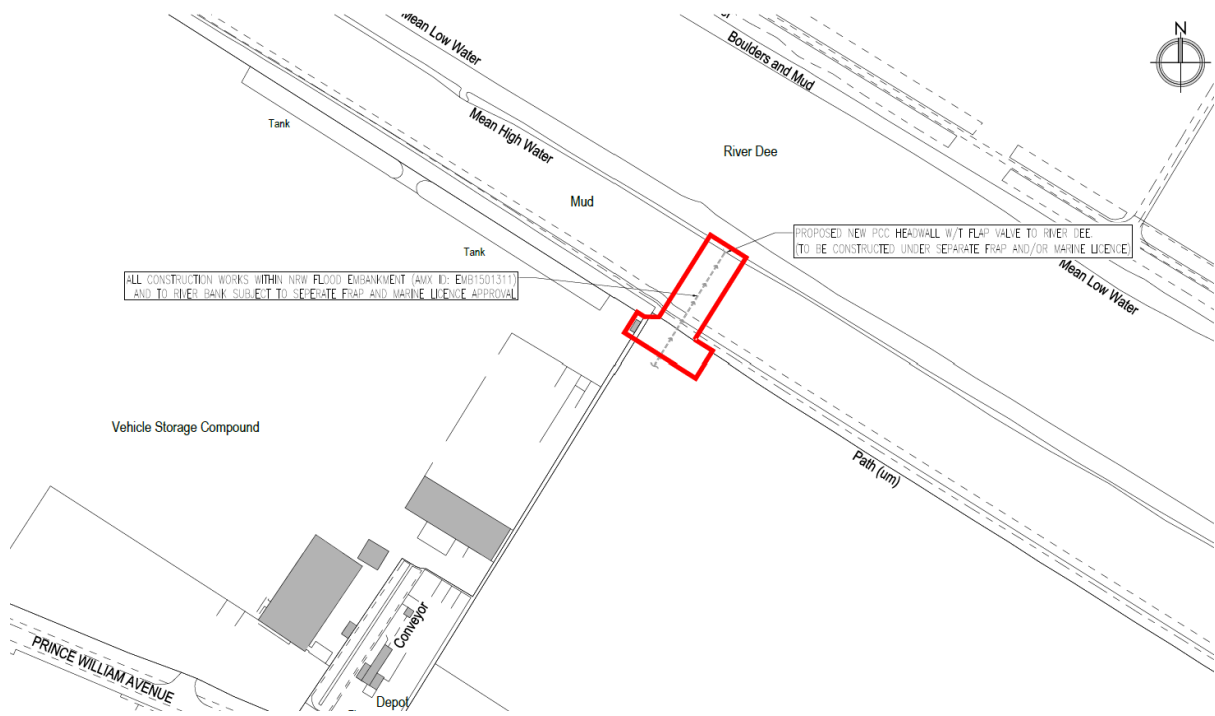 Mean Low Water
Boulders and Mud
N
Tank
Mean High Water
River Dee
Mud
PROPOSED NEW PCC HEADWALL W/T FLAP VALVE TO RIVER DEE.
(TO BE CONSTRUCTED UNDER SEPARATE FRAP AND/OR MARINE LICENCE)
Tank
Mean Low Water
ALL CONSTRUCTION WORKS WITHIN NRW FLOOD EMBANKMENT (AMX ID: EMB1501311)
AND TO RIVER BANK SUBJECT TO SEPERATE FRAP AND MARINE LICENCE APPROVAL
Vehicle Storage Compound
Path (um)
Conveyor
PRINCE WILLIAM AVENUE
Depot